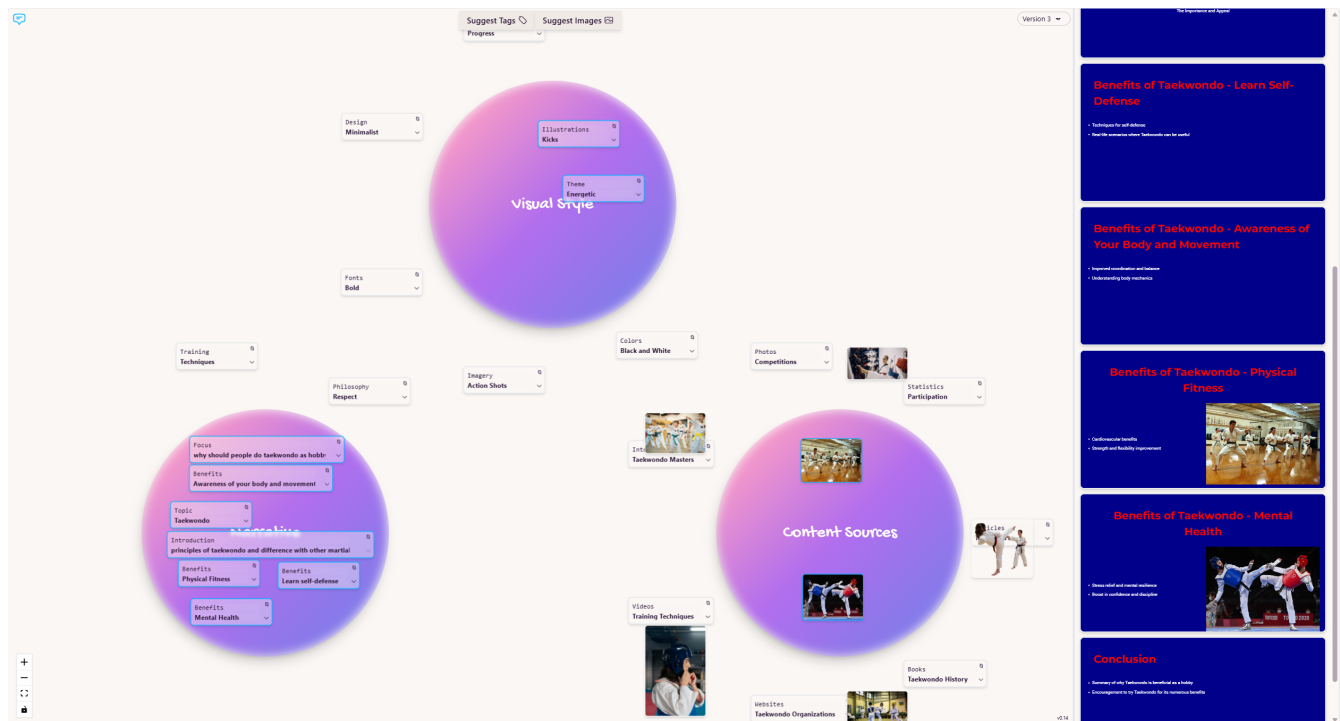 Suggest Tags
Suggest Images
Version 3
Progress
Design
Minimalist
Illustrations
Kicks
Theme
Energetic
Visual Style
Fonts
Bold
Colors
Black and White
Imagery
Action Shots
Training
Techniques
Philosophy
Respect
Focus
why should people do taekwondo as hobb
Benefits
Awareness of your body and movement
Topic
Taekwondo
Introduction
principles of taekwondo and difference with other martial
Benefits
Physical Fitness
Benefits
Learn self-defense
Benefits
Mental Health
Photos
Competitions
Statistics
Participation
Taekwondo Masters
Content Sources
Videos
Training Techniques
Books
Taekwondo History
Websites
Taekwondo Organizations
v0.14
The Importance and Appeal
Benefits of Taekwondo - Learn Self-
Defense
• Techniques for self-defense
• Real-life scenarios where Taekwondo can be useful
Benefits of Taekwondo - Awareness of
Your Body and Movement
• Improved coordination and balance
• Understanding body mechanics
Benefits of Taekwondo - Physical
Fitness
• Cardiovascular benefits
• Strength and flexibility improvement
Benefits of Taekwondo - Mental
Health
• Stress relief and mental resilience
• Boost in confidence and discipline
Conclusion
• Summary of why Taekwondo is beneficial as a hobby
• Encouragement to try Taekwondo for its numerous benefits